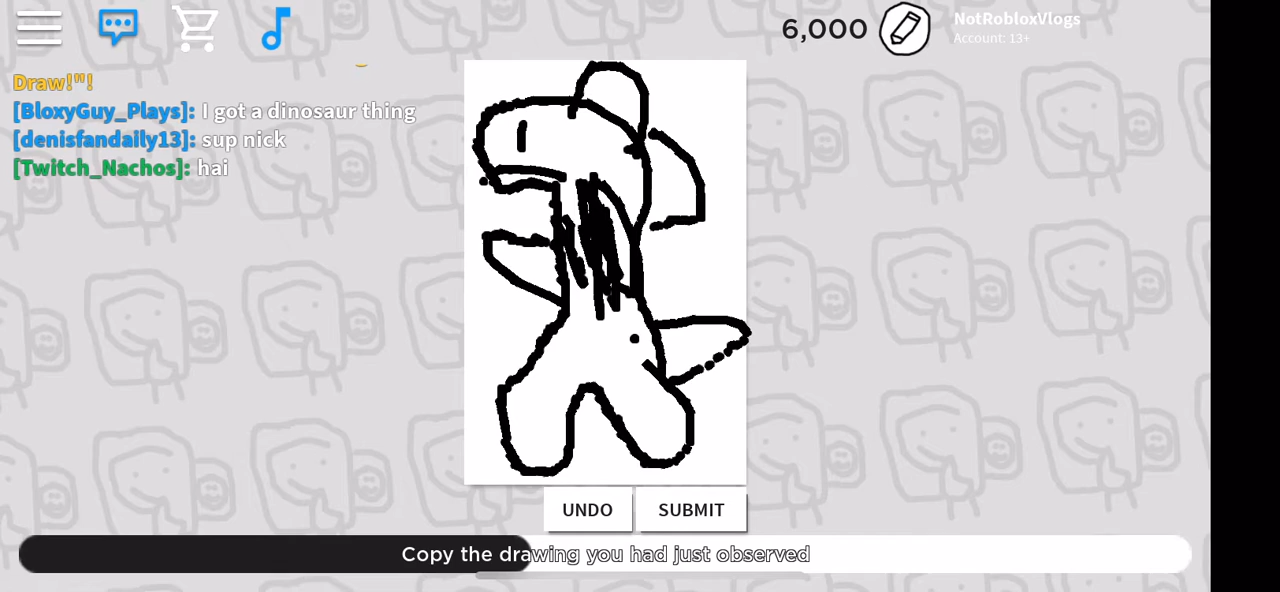 6,000
NotRobloxVlogs
Account: 13+
Draw!"!
[BloxyGuy_Plays]: I got a dinosaur thing
[denisfandaily13]: sup nick
[Twitch_Nachos]: hai
UNDO
SUBMIT
Copy the drawing you had just observed